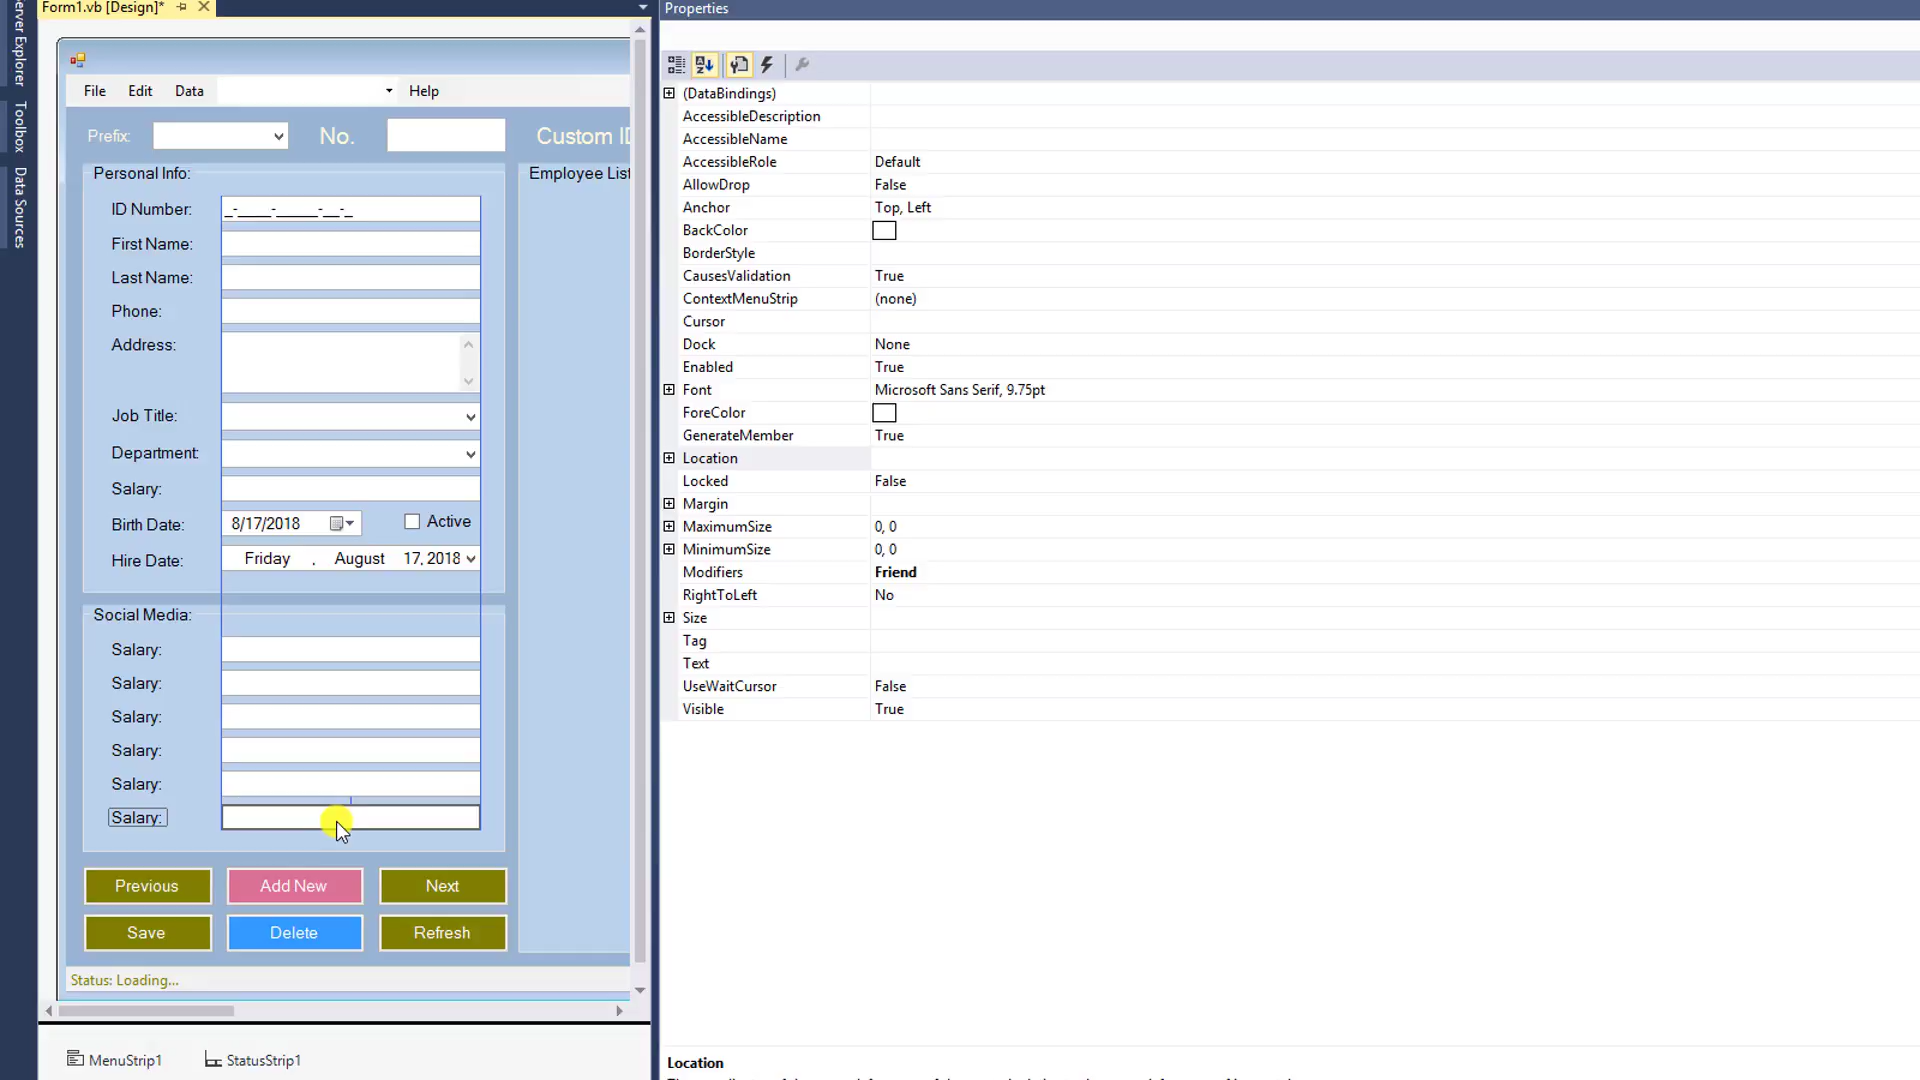 Form1.vb [Design]*
Properties
Server Explorer
Toolbox
Data Sources
File Edit Data Help
Prefix: No. Custom ID
Personal Info: Employee List
ID Number: _-____-_____-__-_
First Name:
Last Name:
Phone:
Address:
Job Title:
Department:
Salary:
Birth Date: 8/17/2018 Active
Hire Date: Friday , August 17, 2018
Social Media:
Salary:
Salary:
Salary:
Salary:
Salary:
Salary:
Previous Add New Next
Save Delete Refresh
Status: Loading...
MenuStrip1 StatusStrip1
(DataBindings)
AccessibleDescription
AccessibleName
AccessibleRole Default
AllowDrop False
Anchor Top, Left
BackColor
BorderStyle
CausesValidation True
ContextMenuStrip (none)
Cursor
Dock None
Enabled True
Font Microsoft Sans Serif, 9.75pt
ForeColor
GenerateMember True
Location
Locked False
Margin
MaximumSize 0, 0
MinimumSize 0, 0
Modifiers Friend
RightToLeft No
Size
Tag
Text
UseWaitCursor False
Visible True
Location